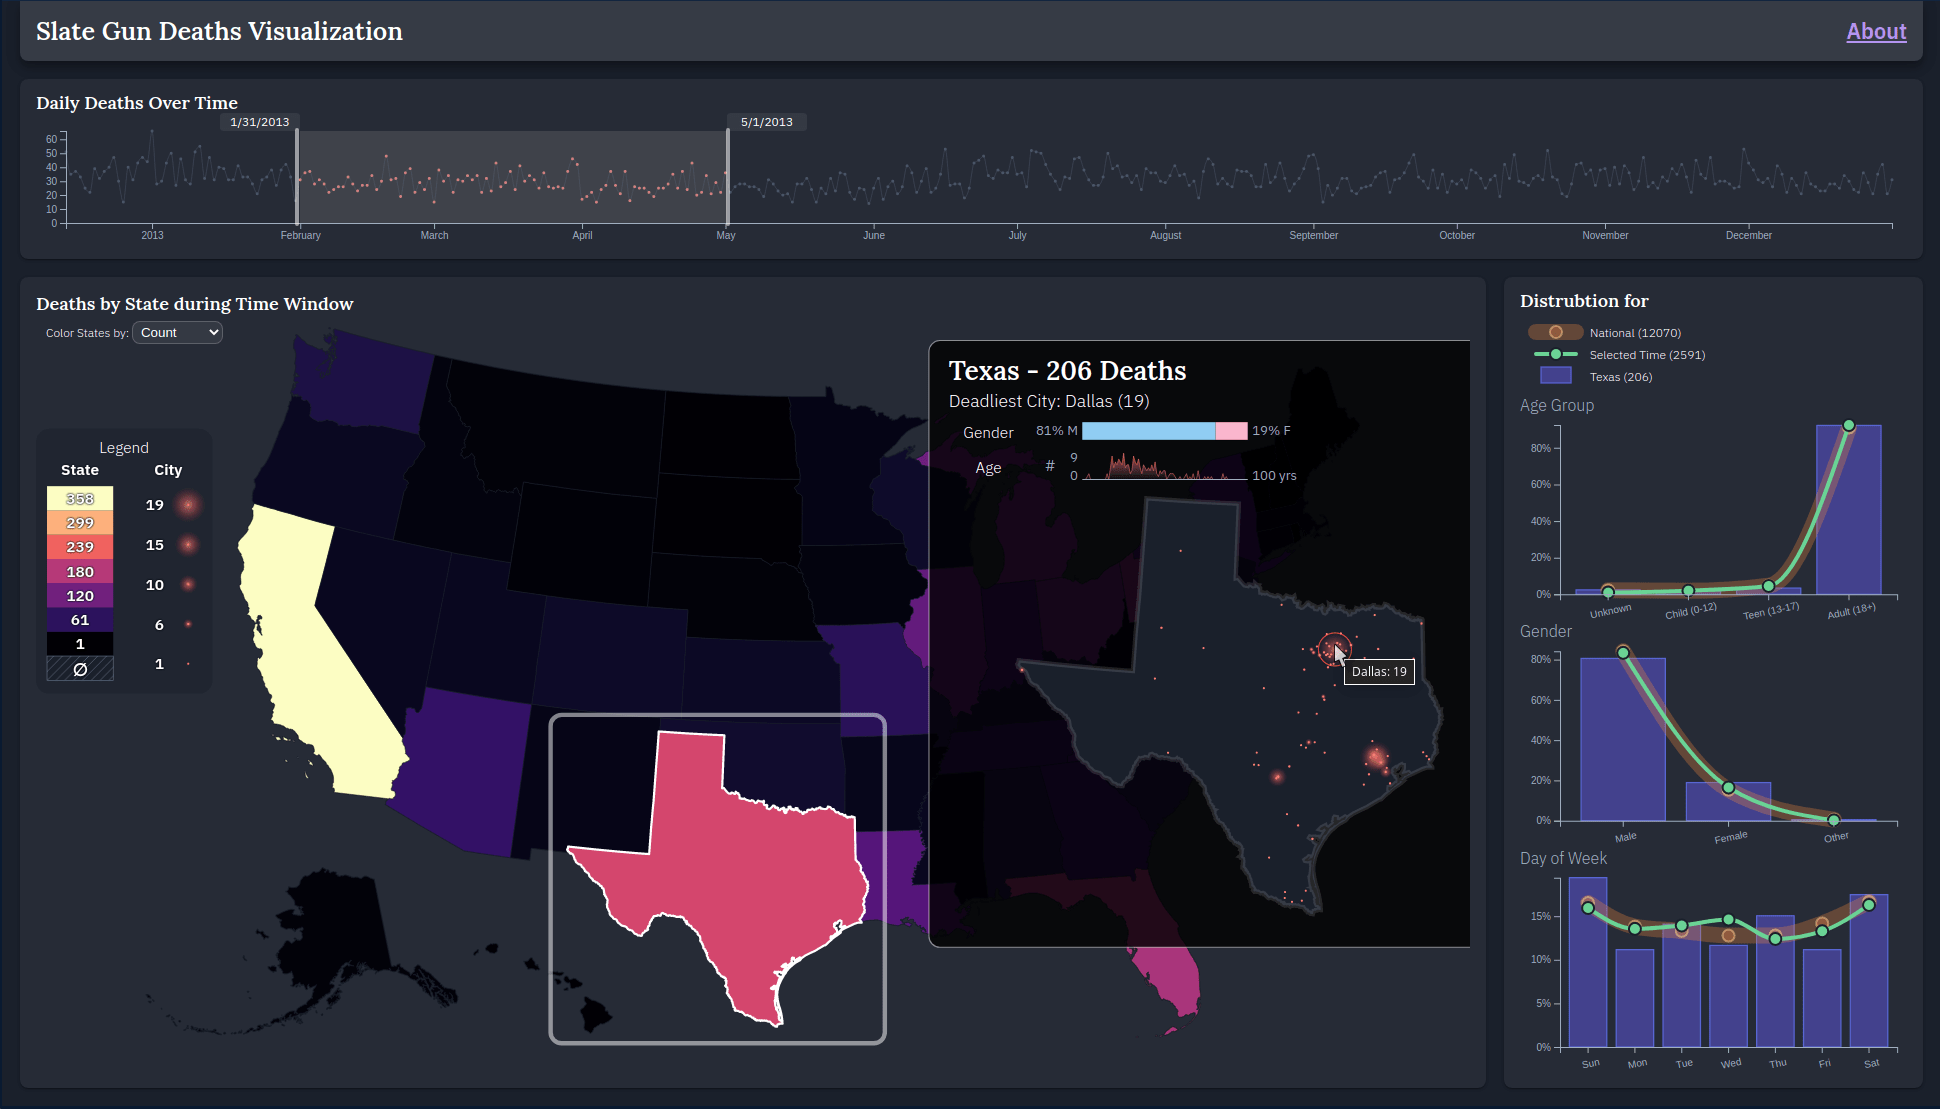 Slate Gun Deaths Visualization
About
Daily Deaths Over Time
1/31/2013
5/1/2013
60
50
40
30
20
10
0
2013
February
March
April
May
June
July
August
September
October
November
December
Deaths by State during Time Window
Color States by: Count
Legend
State
City
358
299
239
180
120
61
1
Ø
19
15
10
6
1
Texas - 206 Deaths
Deadliest City: Dallas (19)
Gender 81% M 19% F
Age # 9 0 100 yrs
Dallas: 19
Distrubtion for
National (12070)
Selected Time (2591)
Texas (206)
Age Group
80%
60%
40%
20%
0%
Unknown
Child (0-12)
Teen (13-17)
Adult (18+)
Gender
80%
60%
40%
20%
0%
Male
Female
Other
Day of Week
15%
10%
5%
0%
Sun
Mon
Tue
Wed
Thu
Fri
Sat